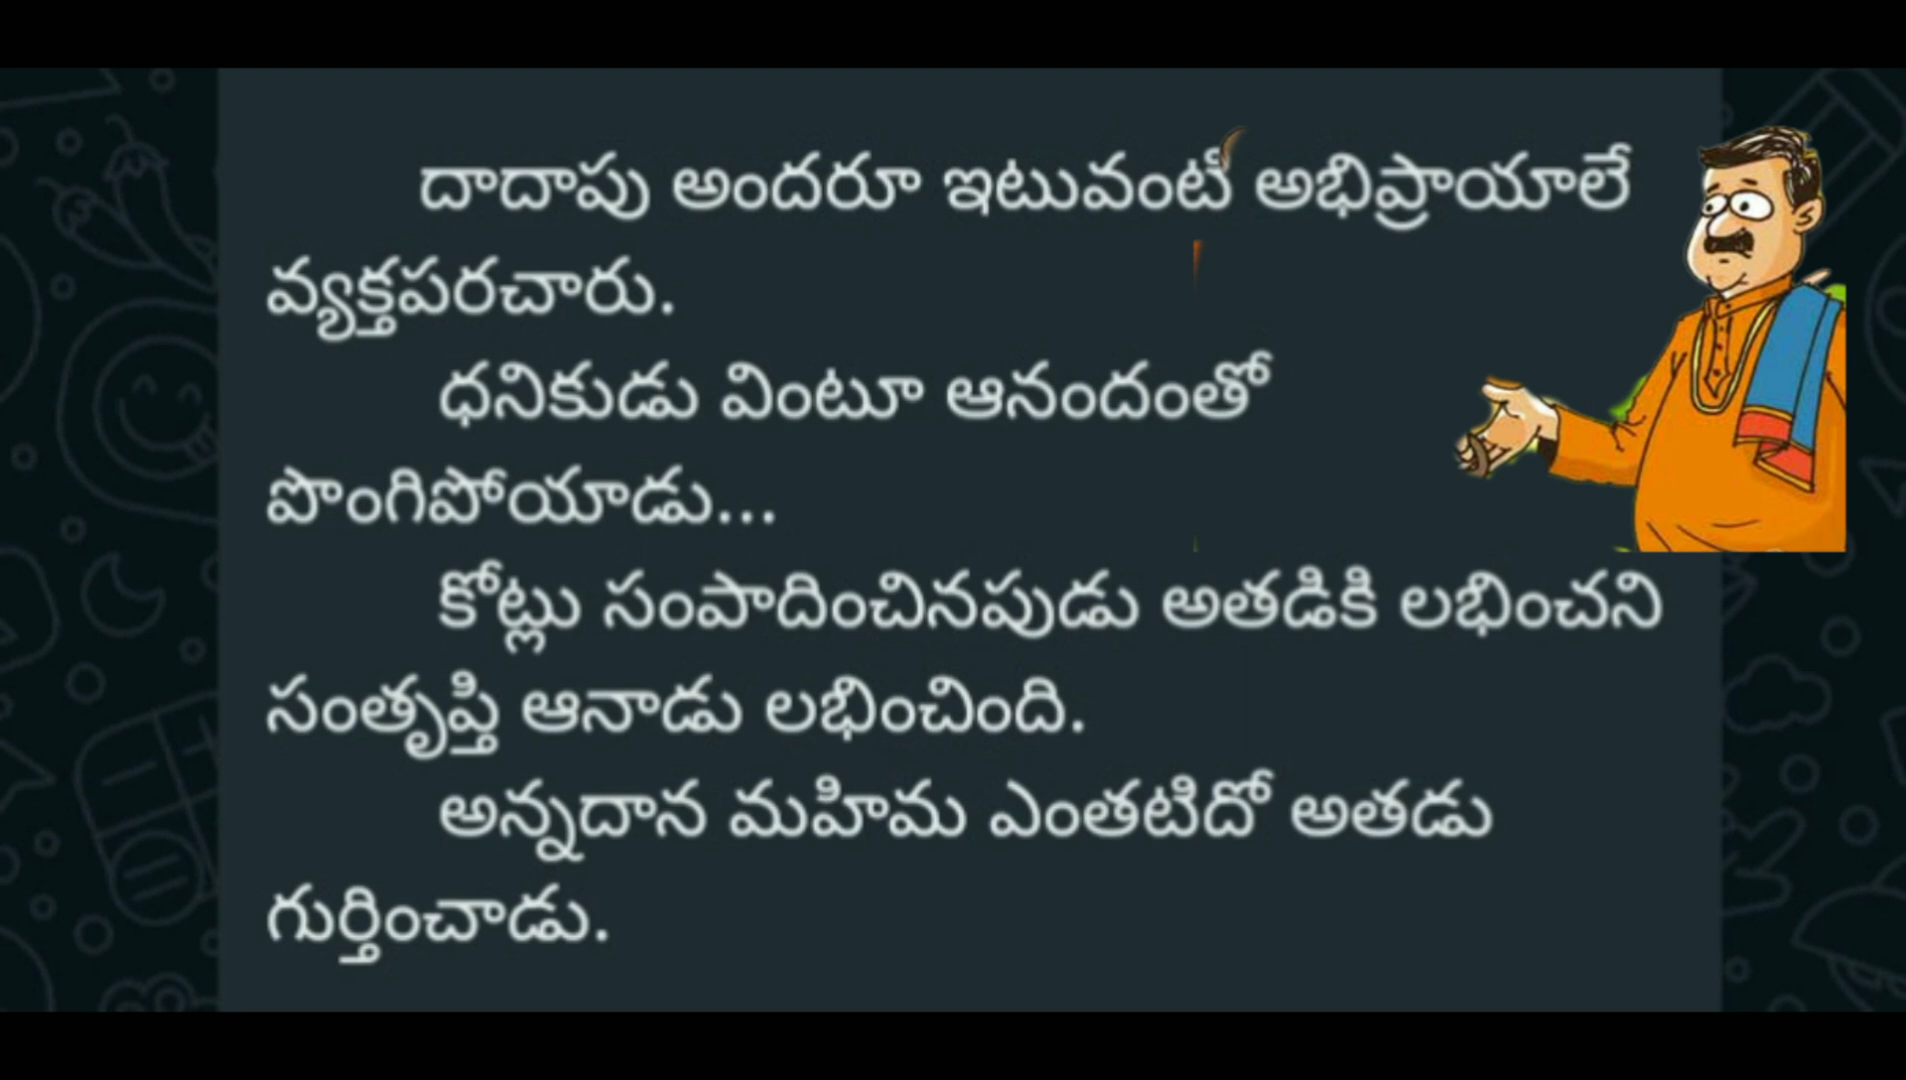 దాదాపు అందరూ ఇటువంటి అభిప్రాయాలే
వ్యక్తపరచారు.
ధనికుడు వింటూ ఆనందంతో
పొంగిపోయాడు...
కోట్లు సంపాదించినపుడు అతడికి లభించని
సంతృప్తి ఆనాడు లభించింది.
అన్నదాన మహిమ ఎంతటిదో అతడు
గుర్తించాడు.